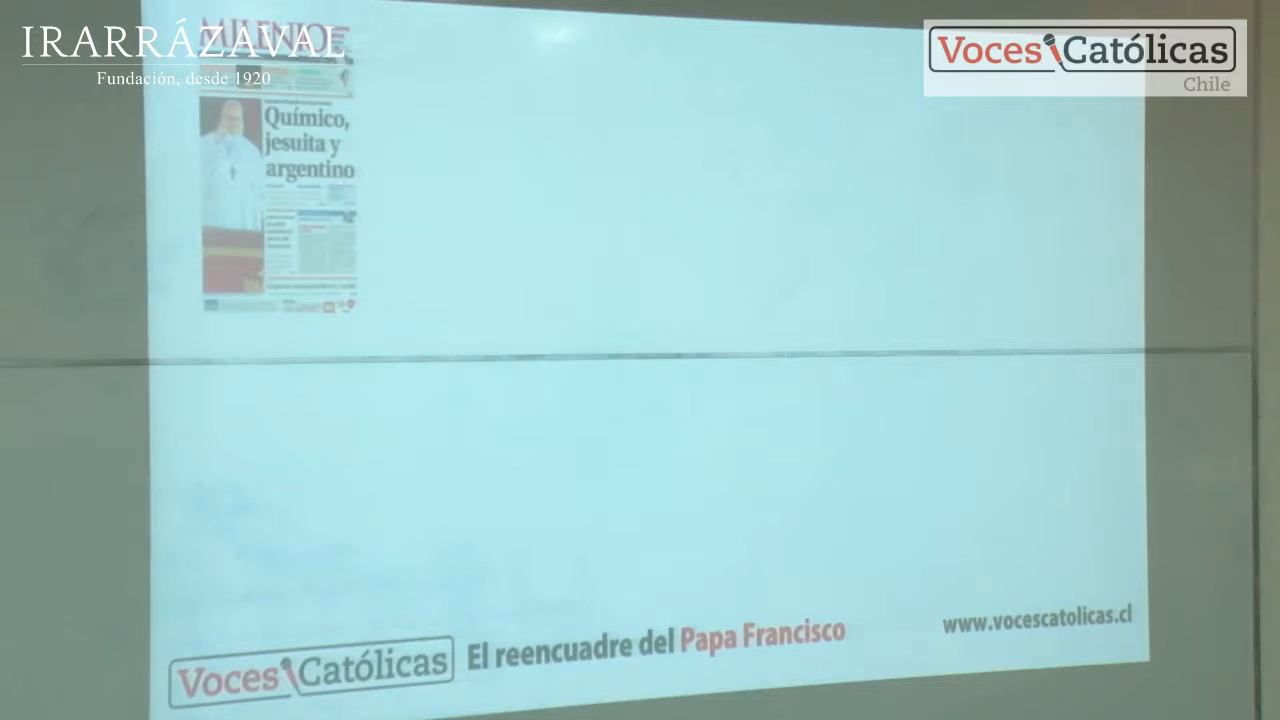 IRARRÁZAVAL
Fundación, desde 1920
Voces Católicas
Chile
MILENIO
Químico,
jesuita y
argentino
Voces Católicas
El reencuadre del Papa Francisco
www.vocescatolicas.cl